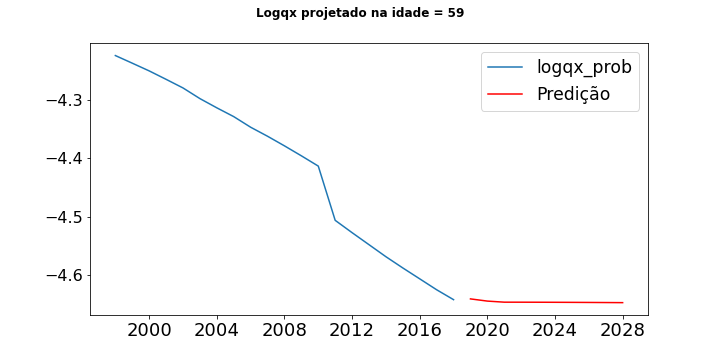 Logqx projetado na idade = 59
logqx_prob
Predição
−4.3
−4.4
−4.5
−4.6
2000 2004 2008 2012 2016 2020 2024 2028